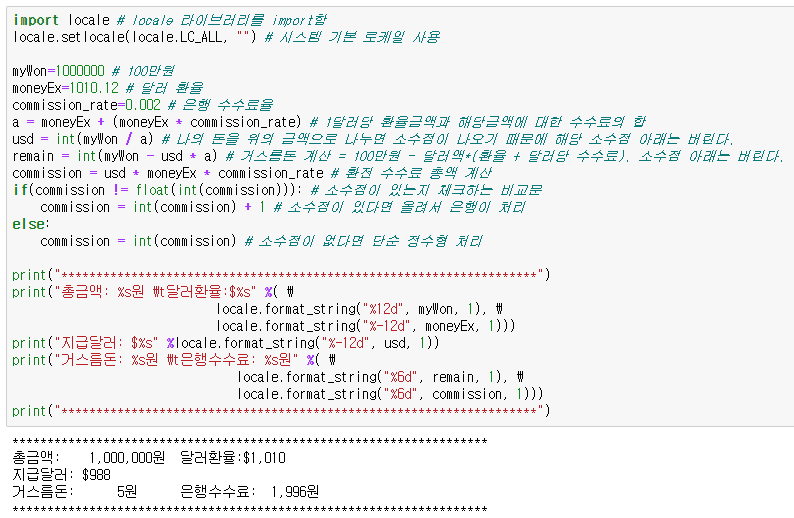 import locale # locale 라이브러리를 import함
locale.setlocale(locale.LC_ALL, "") # 시스템 기본 로케일 사용
myWon=1000000 # 100만원
moneyEx=1010.12 # 달러 환율
commission_rate=0.002 # 은행 수수료율
a = moneyEx + (moneyEx * commission_rate) # 1달러당 환율금액과 해당금액에 대한 수수료의 합
usd = int(myWon / a) # 나의 돈을 위의 금액으로 나누면 소수점이 나오기 때문에 해당 소수점 아래는 버린다.
remain = int(myWon - usd * a) # 거스름돈 계산 = 100만원 - 달러액*(환율 + 달러당 수수료). 소수점 아래는 버린다.
commission = usd * moneyEx * commission_rate # 환전 수수료 총액 계산
if(commission != float(int(commission))): # 소수점이 있는지 체크하는 비교문
    commission = int(commission) + 1 # 소수점이 있다면 올려서 은행이 처리
else:
    commission = int(commission) # 소수점이 없다면 단순 정수형 처리
print("********************************************************************")
print("총금액: %s원 ₩t달러환율:$%s" %( ₩
                             locale.format_string("%12d", myWon, 1), ₩
                             locale.format_string("%-12d", moneyEx, 1)))
print("지급달러: $%s" %locale.format_string("%-12d", usd, 1))
print("거스름돈: %s원 ₩t은행수수료: %s원" %( ₩
                                locale.format_string("%6d", remain, 1), ₩
                                locale.format_string("%6d", commission, 1)))
print("********************************************************************")
********************************************************************
총금액:    1,000,000원  달러환율:$1,010
지급달러: $988
거스름돈:      5원      은행수수료:  1,996원
********************************************************************